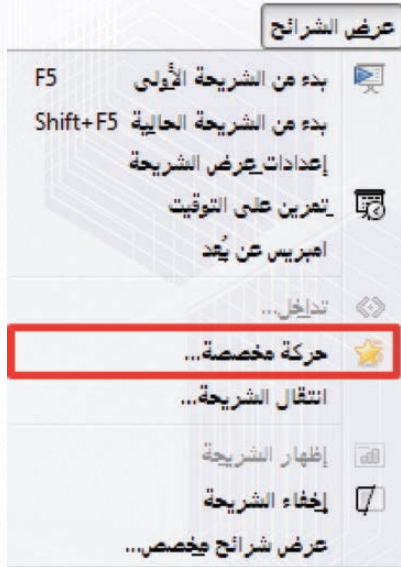 عرض الشرائح
بدء من الشريحة الأولى F5
بدء من الشريحة الحالية Shift+F5
إعدادات عرض الشريحة
تمرين على التوقيت
امبريس عن بُعد
تداخل...
حركة مخصصة...
انتقال الشريحة...
إظهار الشريحة
إخفاء الشريحة
عرض شرائح مخصص...